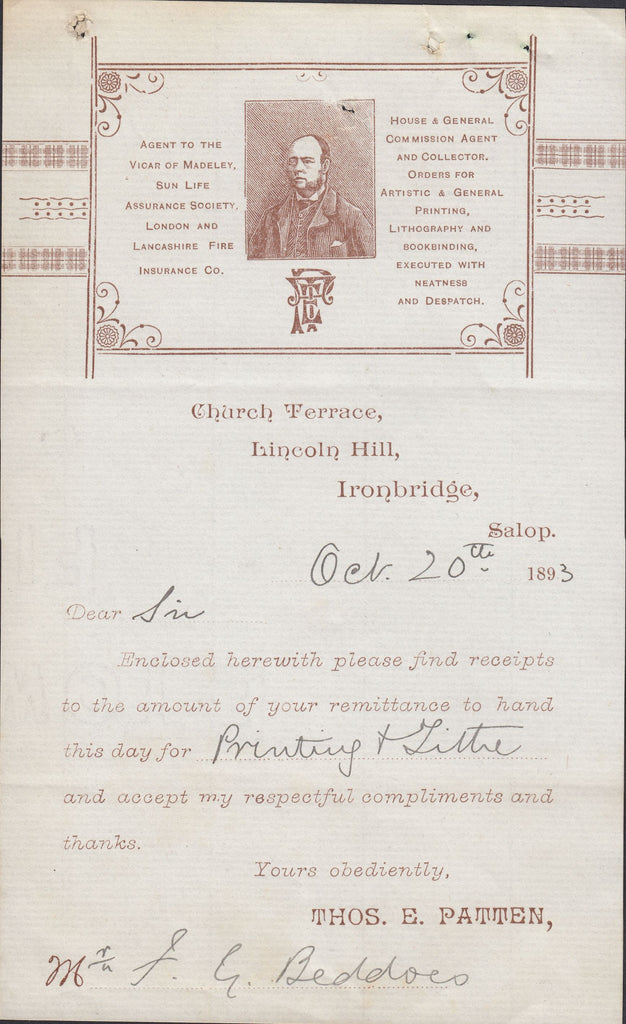 AGENT TO THE
VICAR OF MADELEY,
SUN LIFE
ASSURANCE SOCIETY.
LONDON AND
LANCASHIRE FIRE
INSURANCE CO.
HOUSE & GENERAL
COMMISSION AGENT
AND COLLECTOR.
ORDERS FOR
ARTISTIC & GENERAL
PRINTING,
LITHOGRAPHY AND
BOOKBINDING,
EXECUTED WITH
NEATNESS
AND DESPATCH.
Church Terrace,
Lincoln Hill,
Ironbridge,
Salop.
Oct. 20th 1893
Dear Sir
Enclosed herewith please find receipts
to the amount of your remittance to hand
this day for Printing & Tithe
and accept my respectful compliments and
thanks.
Yours obediently,
THOS. E. PATTEN,
Mr J. G. Beddoes